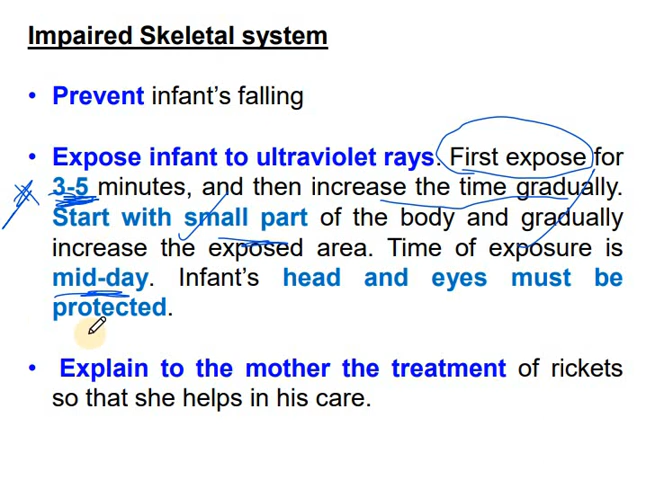 Impaired Skeletal system
• Prevent infant's falling
• Expose infant to ultraviolet rays. First expose for
3-5 minutes, and then increase the time gradually.
Start with small part of the body and gradually
increase the exposed area. Time of exposure is
mid-day. Infant's head and eyes must be
protected.
• Explain to the mother the treatment of rickets
so that she helps in his care.